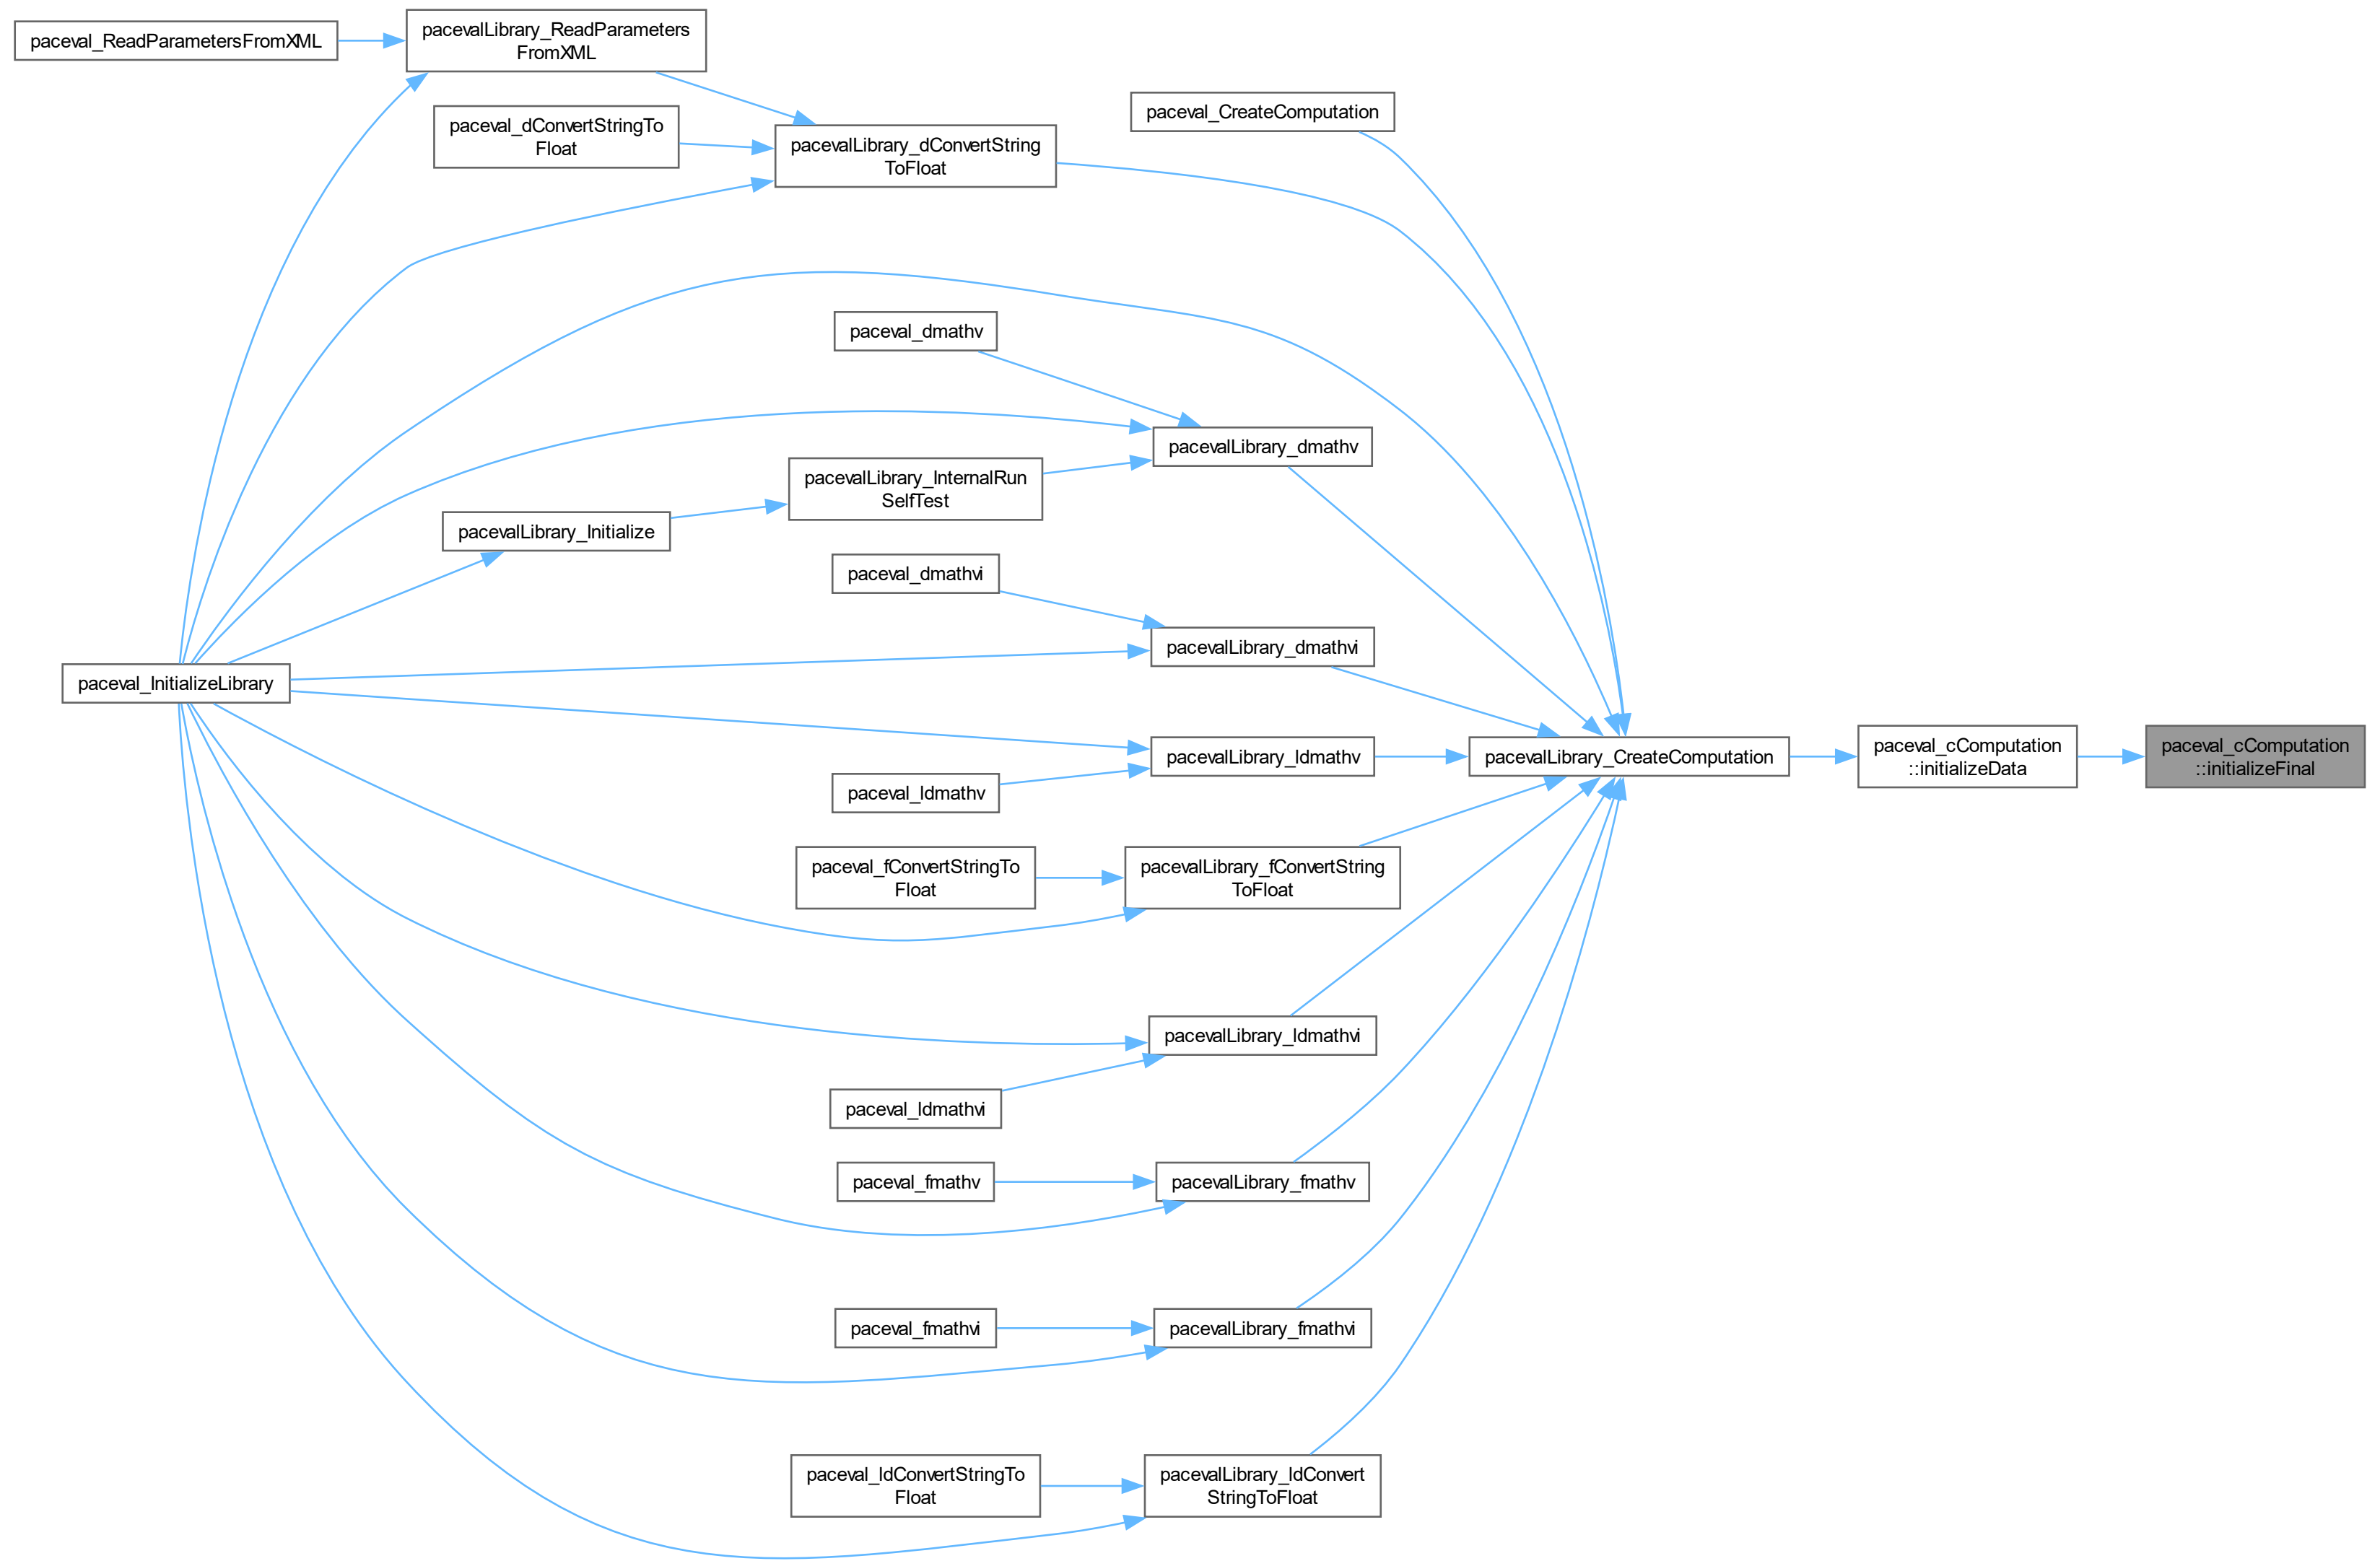 paceval_ReadParametersFromXML
pacevalLibrary_ReadParameters
FromXML
paceval_CreateComputation
paceval_dConvertStringTo
Float
pacevalLibrary_dConvertString
ToFloat
paceval_dmathv
pacevalLibrary_dmathv
pacevalLibrary_InternalRun
SelfTest
pacevalLibrary_Initialize
paceval_dmathvi
pacevalLibrary_dmathvi
paceval_InitializeLibrary
pacevalLibrary_ldmathv
pacevalLibrary_CreateComputation
paceval_cComputation
::initializeData
paceval_cComputation
::initializeFinal
paceval_ldmathv
paceval_fConvertStringTo
Float
pacevalLibrary_fConvertString
ToFloat
pacevalLibrary_ldmathvi
paceval_ldmathvi
paceval_fmathv
pacevalLibrary_fmathv
paceval_fmathvi
pacevalLibrary_fmathvi
paceval_ldConvertStringTo
Float
pacevalLibrary_ldConvert
StringToFloat